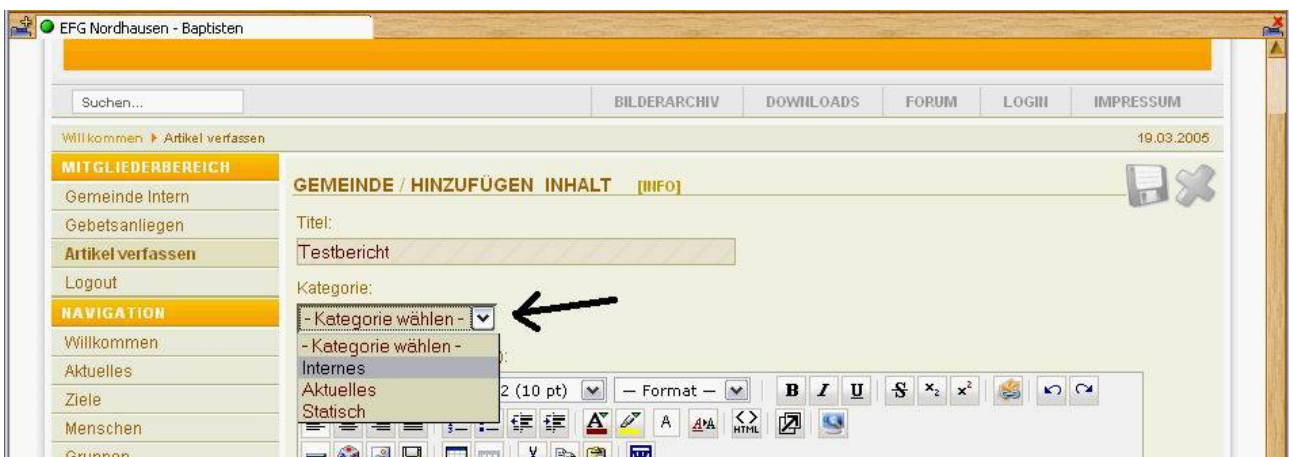 EFG Nordhausen - Baptisten
Suchen...
BILDERARCHIV DOWNLOADS FORUM LOGIN IMPRESSUM
Willkommen Artikel verfassen
19.03.2005
MITGLIEDERBEREICH
Gemeinde Intern
Gebetsanliegen
Artikel verfassen
Logout
NAVIGATION
Willkommen
Aktuelles
Ziele
Menschen
Gruppen
GEMEINDE / HINZUFÜGEN INHALT [INFO]
Titel:
Testbericht
Kategorie:
- Kategorie wählen -
- Kategorie wählen -
Internes
Aktuelles
Statisch
):
2 (10 pt) — Format — B I U S x₂ x²
A A A›A HTML